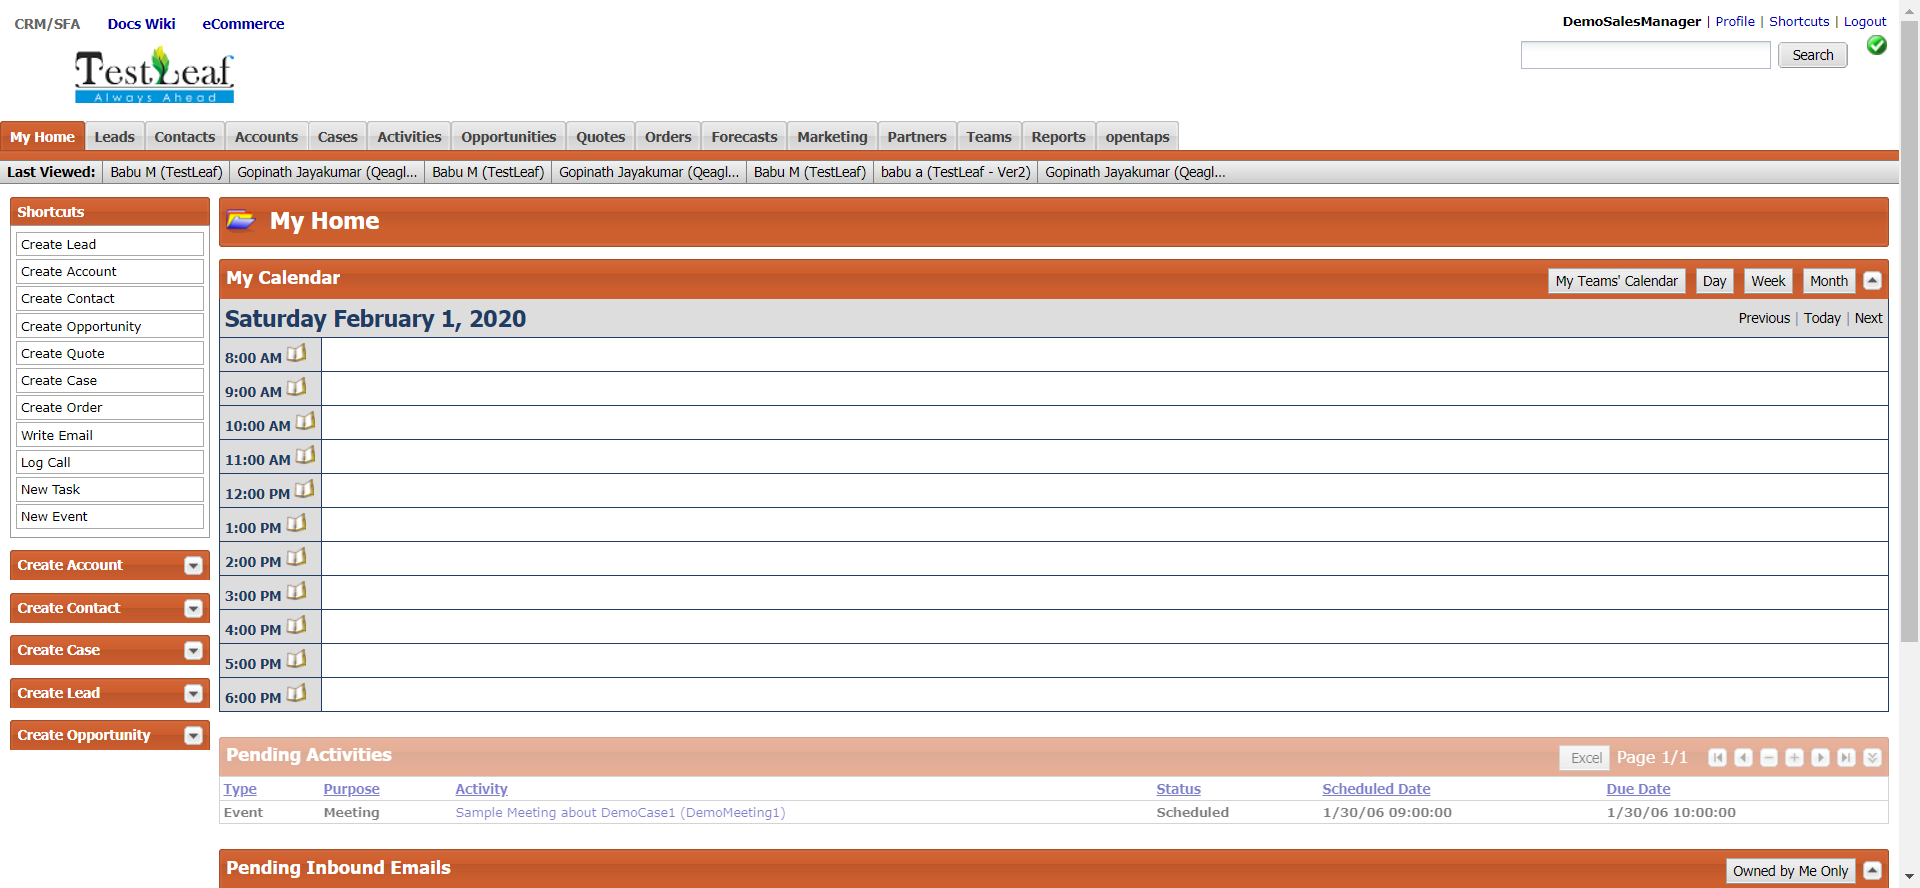 CRM/SFA Docs Wiki eCommerce
DemoSalesManager | Profile | Shortcuts | Logout
Search
TestLeaf
Always Ahead
My Home Leads Contacts Accounts Cases Activities Opportunities Quotes Orders Forecasts Marketing Partners Teams Reports opentaps
Last Viewed: Babu M (TestLeaf) Gopinath Jayakumar (Qeagl... Babu M (TestLeaf) Gopinath Jayakumar (Qeagl... Babu M (TestLeaf) babu a (TestLeaf - Ver2) Gopinath Jayakumar (Qeagl...
Shortcuts
Create Lead
Create Account
Create Contact
Create Opportunity
Create Quote
Create Case
Create Order
Write Email
Log Call
New Task
New Event
Create Account
Create Contact
Create Case
Create Lead
Create Opportunity
My Home
My Calendar My Teams' Calendar Day Week Month
Saturday February 1, 2020 Previous | Today | Next
8:00 AM
9:00 AM
10:00 AM
11:00 AM
12:00 PM
1:00 PM
2:00 PM
3:00 PM
4:00 PM
5:00 PM
6:00 PM
Pending Activities Excel Page 1/1
Type Purpose Activity Status Scheduled Date Due Date
Event Meeting Sample Meeting about DemoCase1 (DemoMeeting1) Scheduled 1/30/06 09:00:00 1/30/06 10:00:00
Pending Inbound Emails Owned by Me Only